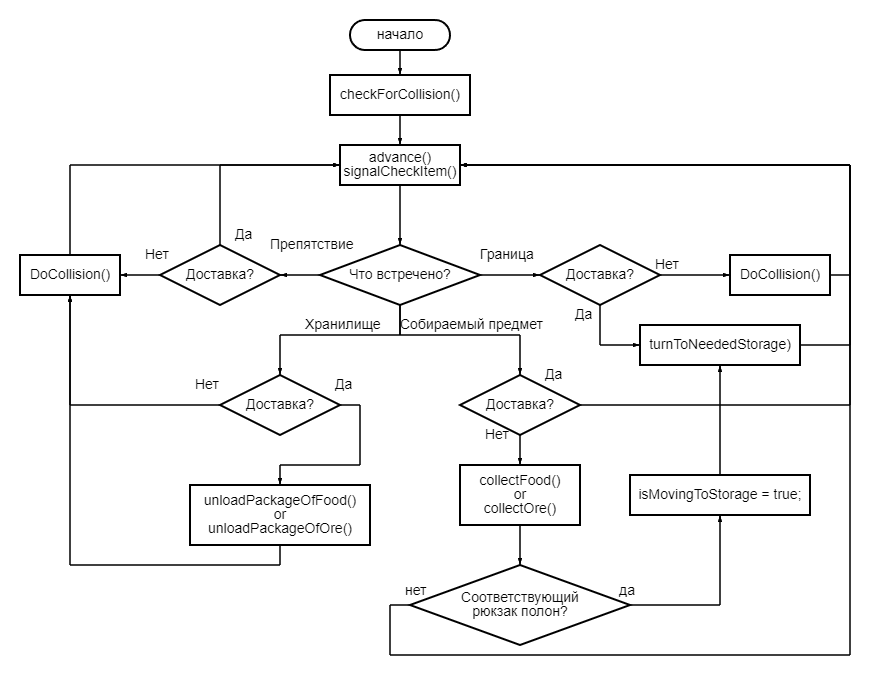 начало
checkForCollision()
advance()
signalCheckItem()
Да
Препятствие
Нет
Граница
Нет
DoCollision()
Доставка?
Что встречено?
Доставка?
DoCollision()
Да
Хранилище
Собираемый предмет
turnToNeededStorage)
Нет
Да
Да
Доставка?
Доставка?
Нет
collectFood()
or
collectOre()
unloadPackageOfFood()
or
unloadPackageOfOre()
isMovingToStorage = true;
нет
Соответствующий
рюкзак полон?
да